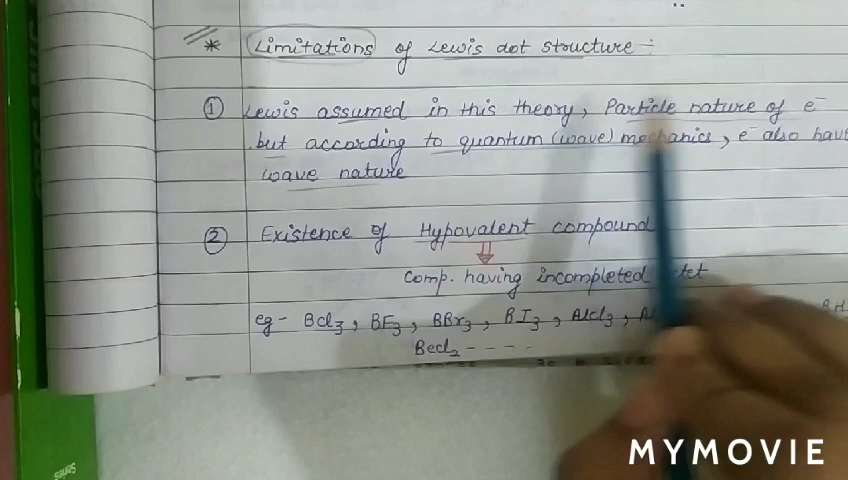 * Limitations of Lewis dot structure :-
① Lewis assumed in this theory, Particle nature of e⁻
but according to quantum (wave) mechanics, e⁻ also have
wave nature
② Existence of Hypovalent compound
⇓
Comp. having incompleted
eg - BCl3, BF3, BBr3, BI3, AlCl3,
BeCl2 - - - -
MYMOVIE